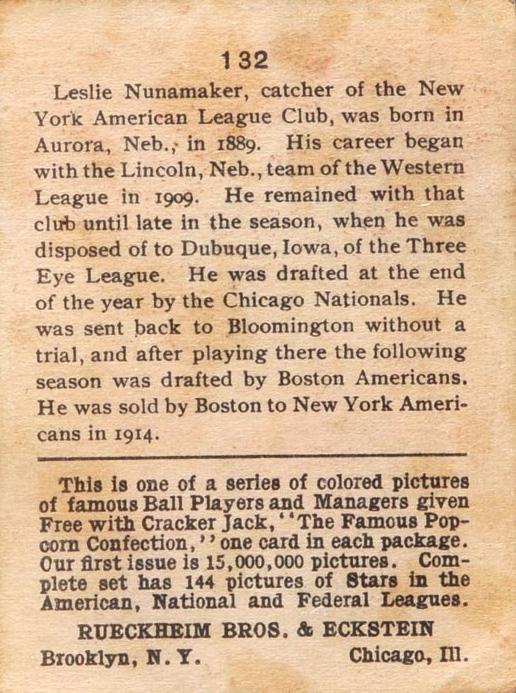 132
Leslie Nunamaker, catcher of the New
York American League Club, was born in
Aurora, Neb., in 1889. His career began
with the Lincoln, Neb., team of the Western
League in 1909. He remained with that
club until late in the season, when he was
disposed of to Dubuque, Iowa, of the Three
Eye League. He was drafted at the end
of the year by the Chicago Nationals. He
was sent back to Bloomington without a
trial, and after playing there the following
season was drafted by Boston Americans.
He was sold by Boston to New York Ameri-
cans in 1914.
This is one of a series of colored pictures
of famous Ball Players and Managers given
Free with Cracker Jack, "The Famous Pop-
corn Confection," one card in each package.
Our first issue is 15,000,000 pictures. Com-
plete set has 144 pictures of Stars in the
American, National and Federal Leagues.
RUECKHEIM BROS. & ECKSTEIN
Brooklyn, N. Y. Chicago, Ill.